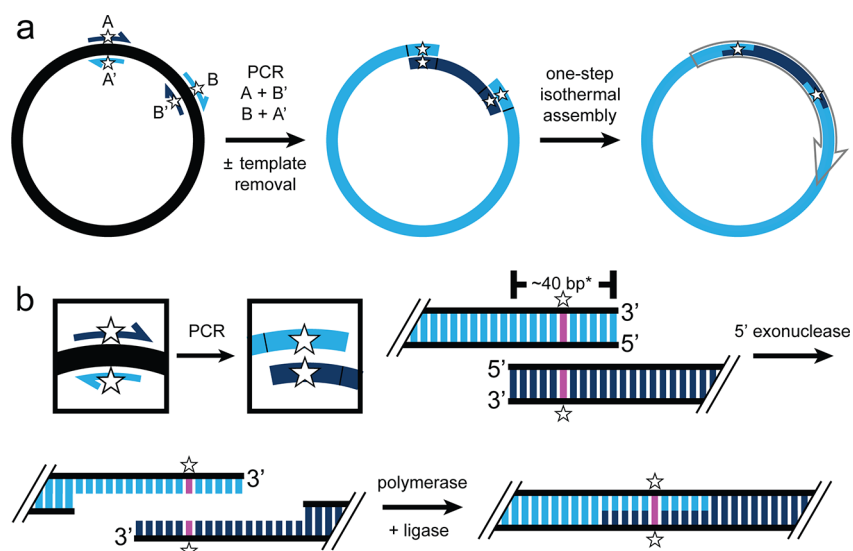 a
A
A'
B
B'
PCR
A + B'
B + A'
± template
removal
one-step
isothermal
assembly
b
PCR
~40 bp*
3'
5'
5'
3'
5' exonuclease
3'
3'
polymerase
+ ligase